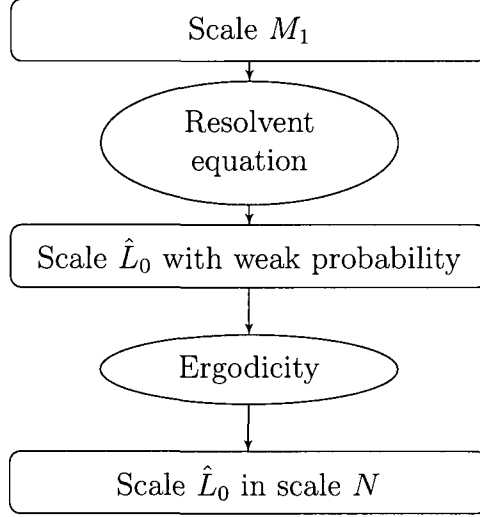 Scale $M_1$
Resolvent
equation
Scale $\hat{L}_0$ with weak probability
Ergodicity
Scale $\hat{L}_0$ in scale $N$